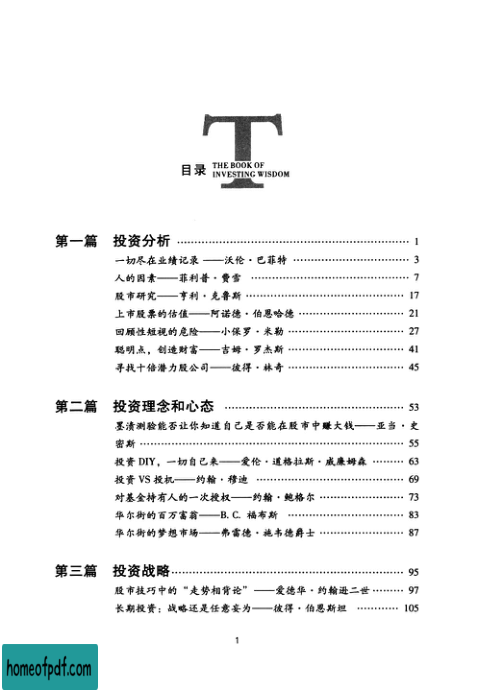 T
目录
THE BOOK OF
INVESTING WISDOM
第一篇 投资分析 …… 1
一切尽在业绩记录 ——沃伦·巴菲特 …… 3
人的因素——菲利普·费雪 …… 7
股市研究——亨利·克鲁斯 …… 17
上市股票的估值——阿诺德·伯恩哈德 …… 21
回顾性短视的危险——小保罗·米勒 …… 27
聪明点，创造财富——吉姆·罗杰斯 …… 41
寻找十倍潜力股公司——彼得·林奇 …… 45
第二篇 投资理念和心态 …… 53
墨渍测验能否让你知道自己是否能在股市中赚大钱——亚当·史
密斯 …… 55
投资 DIY，一切自己来——爱伦·道格拉斯·威廉姆森 …… 63
投资 VS 投机——约翰·穆迪 …… 69
对基金持有人的一次授权——约翰·鲍格尔 …… 73
华尔街的百万富翁——B. C. 福布斯 …… 83
华尔街的梦想市场——弗雷德·施韦德爵士 …… 87
第三篇 投资战略 …… 95
股市技巧中的“走势相背论”——爱德华·约翰逊二世 …… 97
长期投资：战略还是任意妄为——彼得·伯恩斯坦 …… 105
1
homeofpdf.com